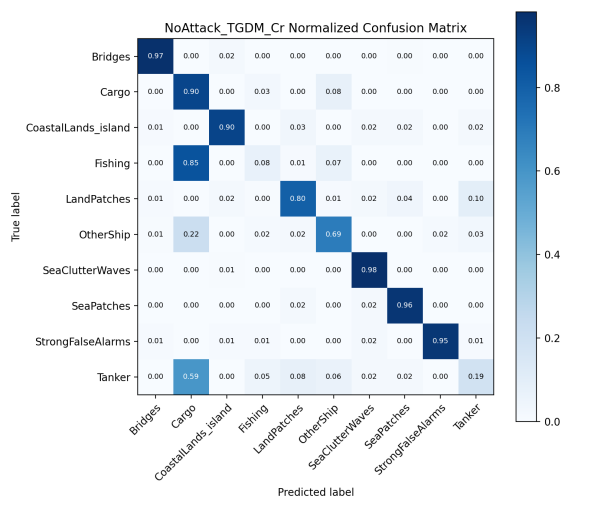 NoAttack_TGDM_Cr Normalized Confusion Matrix
True label
Bridges 0.97 0.00 0.02 0.00 0.00 0.00 0.00 0.00 0.00 0.00
Cargo 0.00 0.90 0.00 0.03 0.00 0.08 0.00 0.00 0.00 0.00
CoastalLands_island 0.01 0.00 0.90 0.00 0.03 0.00 0.02 0.02 0.00 0.02
Fishing 0.00 0.85 0.00 0.08 0.01 0.07 0.00 0.00 0.00 0.00
LandPatches 0.01 0.00 0.02 0.00 0.80 0.01 0.02 0.04 0.00 0.10
OtherShip 0.01 0.22 0.00 0.02 0.02 0.69 0.00 0.00 0.02 0.03
SeaClutterWaves 0.00 0.00 0.01 0.00 0.00 0.00 0.98 0.00 0.00 0.00
SeaPatches 0.00 0.00 0.00 0.00 0.02 0.00 0.02 0.96 0.00 0.00
StrongFalseAlarms 0.01 0.00 0.01 0.01 0.00 0.00 0.02 0.00 0.95 0.01
Tanker 0.00 0.59 0.00 0.05 0.08 0.06 0.02 0.02 0.00 0.19
Bridges Cargo CoastalLands_island Fishing LandPatches OtherShip SeaClutterWaves SeaPatches StrongFalseAlarms Tanker
Predicted label
0.8
0.6
0.4
0.2
0.0